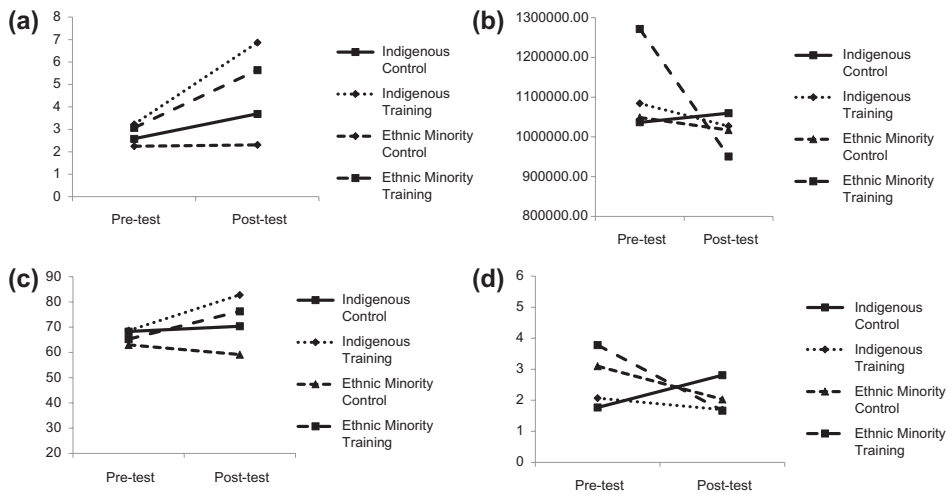 (a)
8
7
6
5
4
3
2
1
0
Pre-test
Post-test
Indigenous
Control
Indigenous
Training
Ethnic Minority
Control
Ethnic Minority
Training
(b)
1300000.00
1200000.00
1100000.00
1000000.00
900000.00
800000.00
Pre-test
Post-test
Indigenous
Control
Indigenous
Training
Ethnic Minority
Control
Ethnic Minority
Training
(c)
90
80
70
60
50
40
30
20
Pre-test
Post-test
Indigenous
Control
Indigenous
Training
Ethnic Minority
Control
Ethnic Minority
Training
(d)
6
5
4
3
2
1
0
Pre-test
Post-test
Indigenous
Control
Indigenous
Training
Ethnic Minority
Control
Ethnic Minority
Training